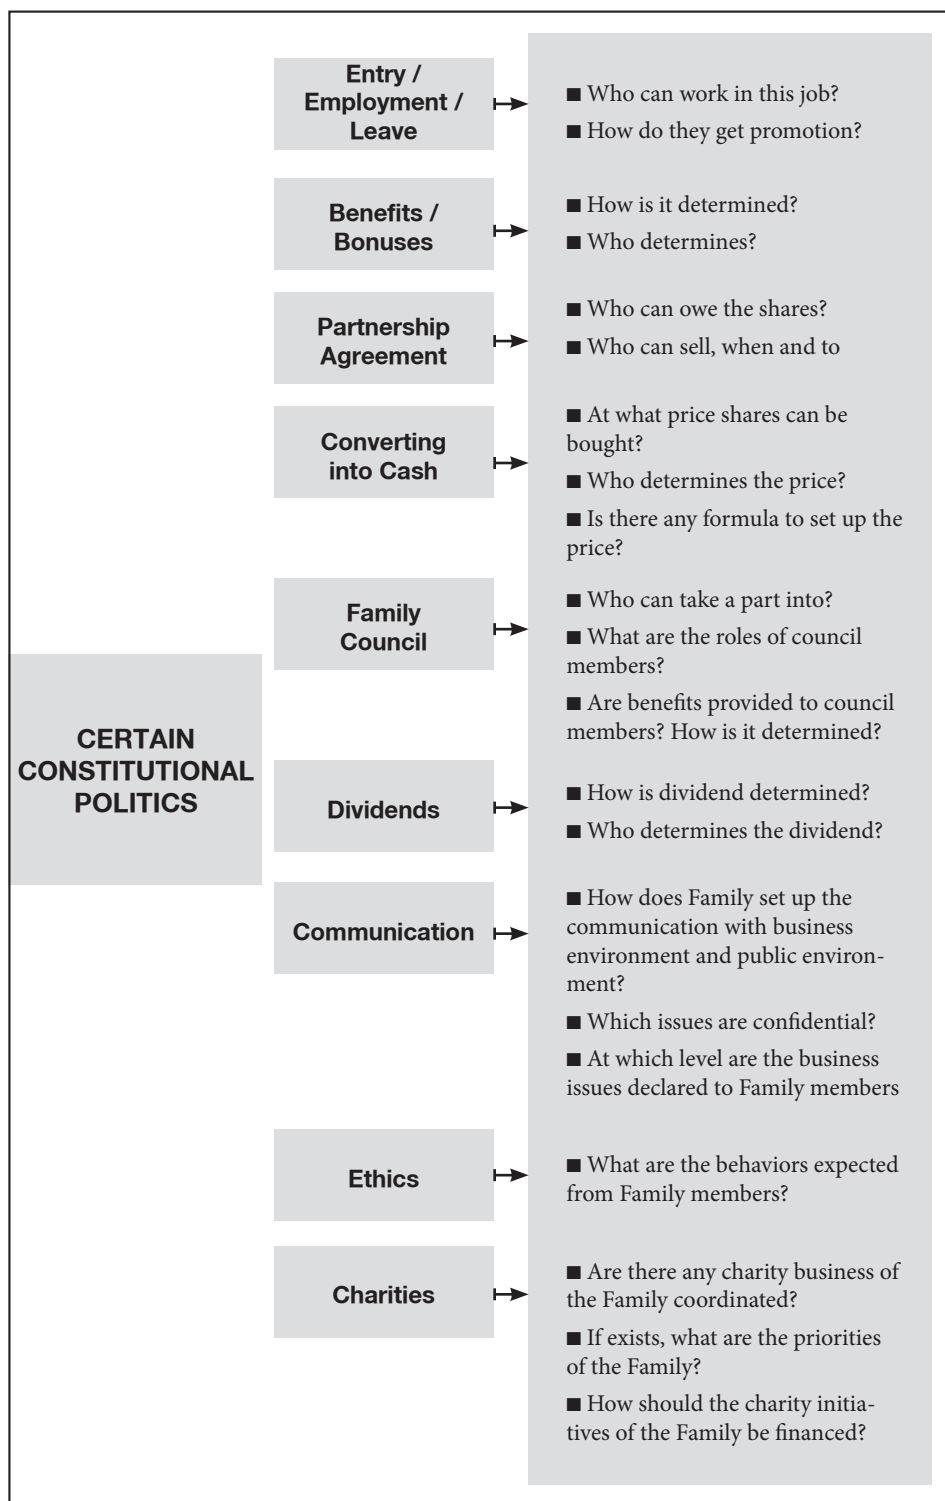 Entry /
Employment /
Leave
■ Who can work in this job?
■ How do they get promotion?
Benefits /
Bonuses
■ How is it determined?
■ Who determines?
Partnership
Agreement
■ Who can owe the shares?
■ Who can sell, when and to
Converting
into Cash
■ At what price shares can be
bought?
■ Who determines the price?
■ Is there any formula to set up the
price?
Family
Council
■ Who can take a part into?
■ What are the roles of council
members?
■ Are benefits provided to council
members? How is it determined?
CERTAIN
CONSTITUTIONAL
POLITICS
Dividends
■ How is dividend determined?
■ Who determines the dividend?
Communication
■ How does Family set up the
communication with business
environment and public environ-
ment?
■ Which issues are confidential?
■ At which level are the business
issues declared to Family members
Ethics
■ What are the behaviors expected
from Family members?
Charities
■ Are there any charity business of
the Family coordinated?
■ If exists, what are the priorities
of the Family?
■ How should the charity initia-
tives of the Family be financed?